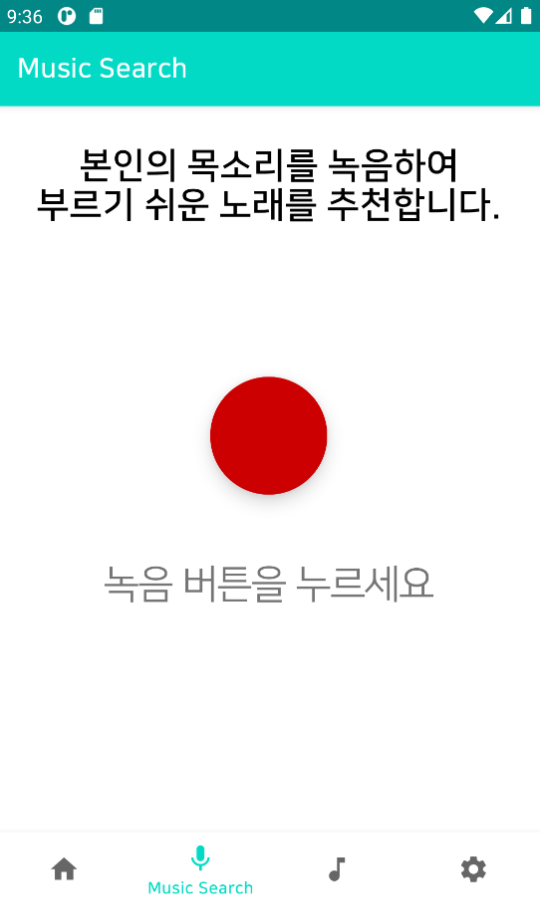 9:36
Music Search
본인의 목소리를 녹음하여
부르기 쉬운 노래를 추천합니다.
녹음 버튼을 누르세요
Music Search